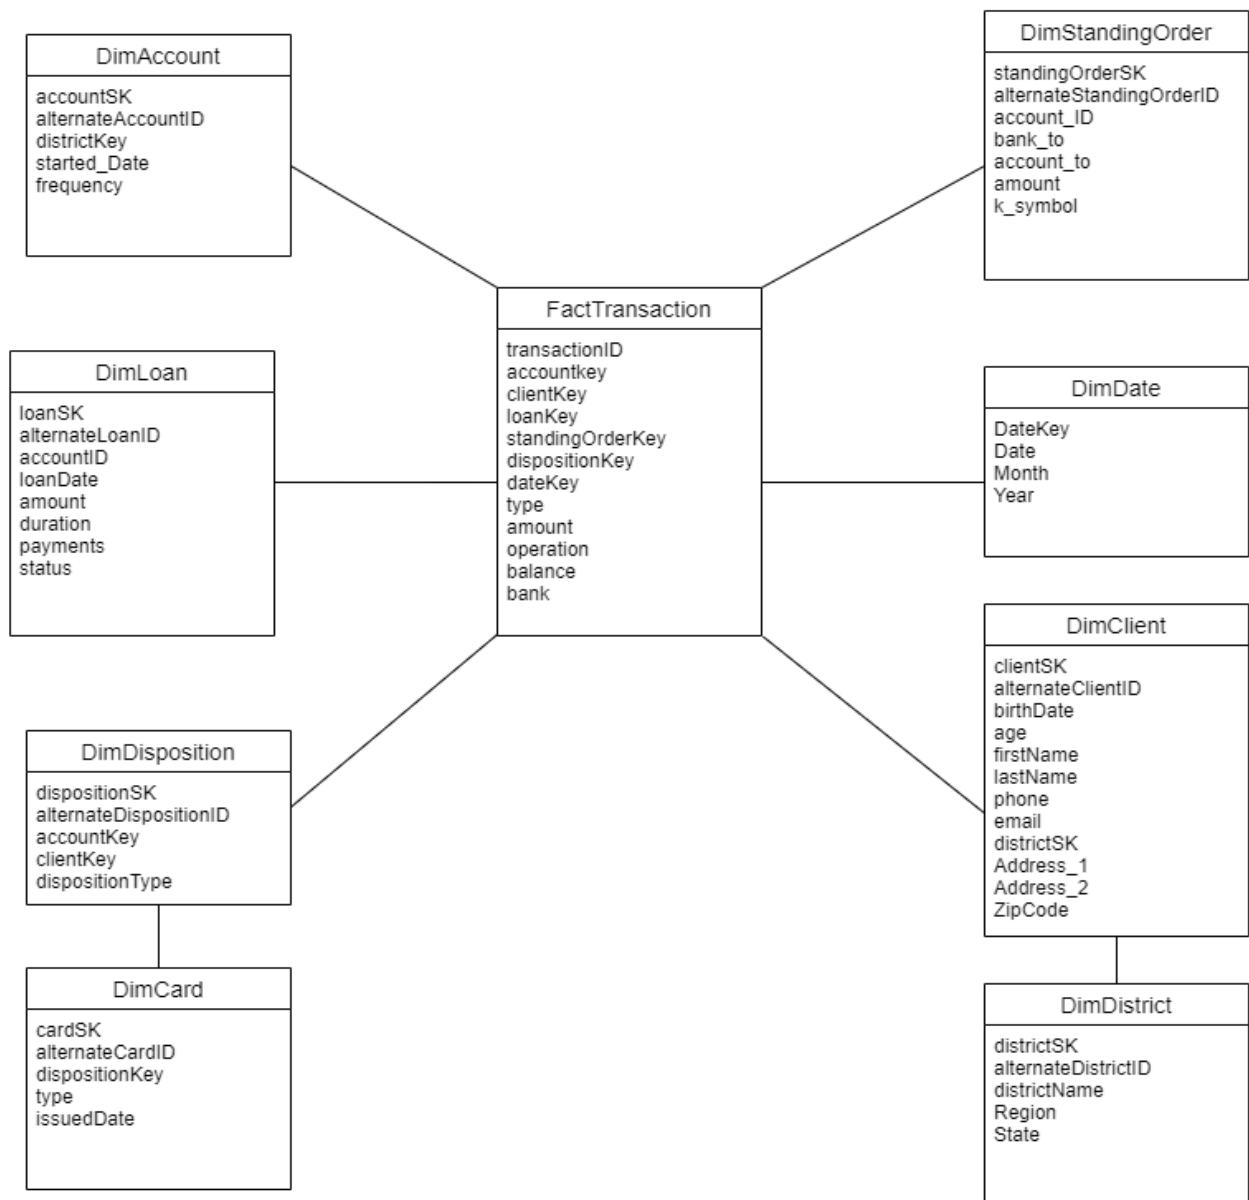 DimAccount
accountSK
alternateAccountID
districtKey
started_Date
frequency
DimStandingOrder
standingOrderSK
alternateStandingOrderID
account_ID
bank_to
account_to
amount
k_symbol
FactTransaction
transactionID
accountkey
clientKey
loanKey
standingOrderKey
dispositionKey
dateKey
type
amount
operation
balance
bank
DimLoan
loanSK
alternateLoanID
accountID
loanDate
amount
duration
payments
status
DimDate
DateKey
Date
Month
Year
DimClient
clientSK
alternateClientID
birthDate
age
firstName
lastName
phone
email
districtSK
Address_1
Address_2
ZipCode
DimDisposition
dispositionSK
alternateDispositionID
accountKey
clientKey
dispositionType
DimCard
cardSK
alternateCardID
dispositionKey
type
issuedDate
DimDistrict
districtSK
alternateDistrictID
districtName
Region
State